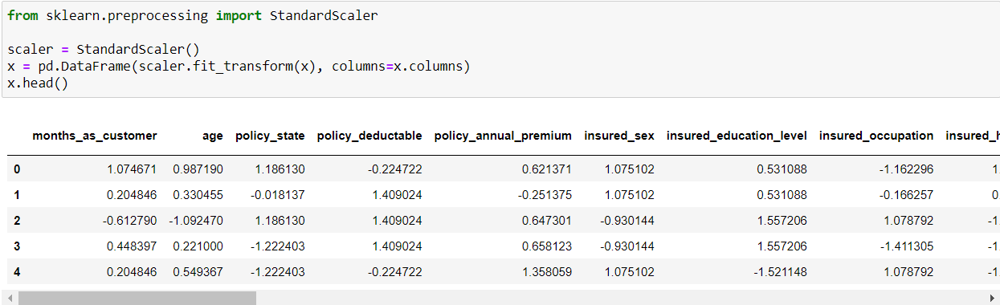 from sklearn.preprocessing import StandardScaler
scaler = StandardScaler()
x = pd.DataFrame(scaler.fit_transform(x), columns=x.columns)
x.head()
months_as_customer age policy_state policy_deductable policy_annual_premium insured_sex insured_education_level insured_occupation insured_h
0 1.074671 0.987190 1.186130 -0.224722 0.621371 1.075102 0.531088 -1.162296 1.
1 0.204846 0.330455 -0.018137 1.409024 -0.251375 1.075102 0.531088 -0.166257 0.
2 -0.612790 -1.092470 1.186130 1.409024 0.647301 -0.930144 1.557206 1.078792 -1.
3 0.448397 0.221000 -1.222403 1.409024 0.658123 -0.930144 1.557206 -1.411305 -1.
4 0.204846 0.549367 -1.222403 -0.224722 1.358059 1.075102 -1.521148 1.078792 -1.